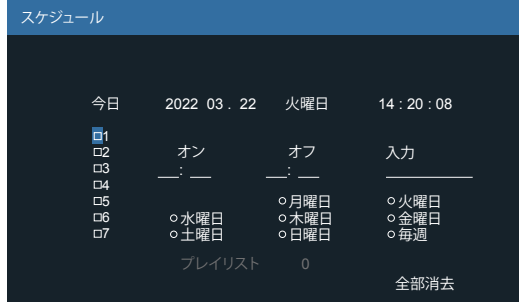 スケジュール
今日 2022 03 . 22 火曜日 14 : 20 : 08
□1
□2 オン オフ 入力
□3 __:__ __:__ ______
□4
□5 ○月曜日 ○火曜日
□6 ○水曜日 ○木曜日 ○金曜日
□7 ○土曜日 ○日曜日 ○毎週
プレイリスト 0
全部消去